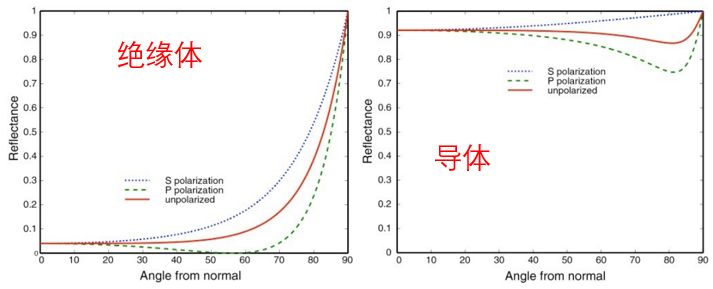 1
0.9
0.8
0.7
0.6
0.5
0.4
0.3
0.2
0.1
0
Reflectance
绝缘体
S polarization
P polarization
unpolarized
0 10 20 30 40 50 60 70 80 90
Angle from normal
1
0.9
0.8
0.7
0.6
0.5
0.4
0.3
0.2
0.1
0
Reflectance
S polarization
P polarization
unpolarized
导体
0 10 20 30 40 50 60 70 80 90
Angle from normal